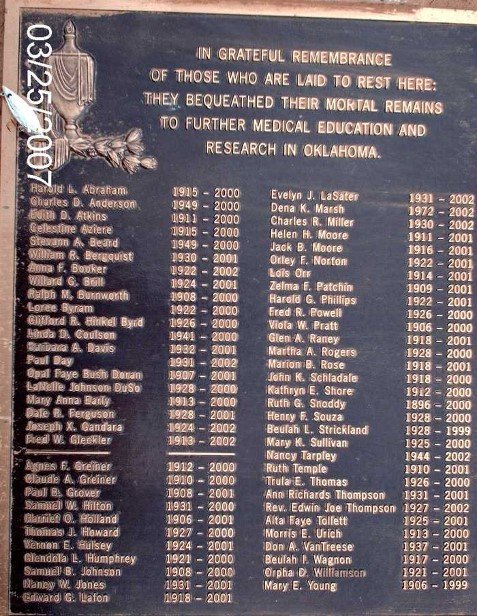 03/25/2007
IN GRATEFUL REMEMBRANCE
OF THOSE WHO ARE LAID TO REST HERE:
THEY BEQUEATHED THEIR MORTAL REMAINS
TO FURTHER MEDICAL EDUCATION AND
RESEARCH IN OKLAHOMA.
Harold L. Abraham 1915 – 2000
Charles D. Anderson 1949 – 2000
Edith D. Atkins 1911 – 2000
Celestine Aziere 1915 – 2000
Stevann A. Beard 1949 – 2000
William R. Bergquist 1930 – 2001
Anna F. Booker 1922 – 2002
Willard G. Brill 1924 – 2001
Ralph M. Burnworth 1908 – 2000
Loree Byram 1922 – 2000
Clifford R. Hinkel Byrd 1926 – 2000
Linda D. Coulson 1941 – 2000
Barbara A. Davis 1932 – 2001
Paul Day 1931 – 2002
Opal Faye Bush Doran 1907 – 2001
LaNelle Johnson DuSo 1928 – 2000
Mary Anna Early 1913 – 2000
Dale R. Ferguson 1928 – 2001
Joseph X. Gandara 1924 – 2002
Fred W. Gleckler 1913 – 2002
Agnes F. Greiner 1912 – 2000
Claude A. Greiner 1910 – 2000
Paul B. Grover 1908 – 2001
Samuel W. Hilton 1931 – 2000
Harriet O. Holland 1906 – 2001
Thomas J. Howard 1927 – 2000
Vernon E. Hulsey 1924 – 2001
Glendola L. Humphrey 1921 – 2000
Samuel B. Johnson 1908 – 2000
Nancy W. Jones 1931 – 2001
Edward G. Lafon 1918 – 2001
Evelyn J. LaSater 1931 – 2002
Dena K. Marsh 1972 – 2002
Charles R. Miller 1930 – 2002
Helen H. Moore 1911 – 2001
Jack B. Moore 1916 – 2001
Orley F. Norton 1922 – 2001
Lois Orr 1914 – 2001
Zelma F. Patchin 1909 – 2001
Harold G. Phillips 1922 – 2001
Fred R. Powell 1926 – 2000
Viola W. Pratt 1906 – 2000
Glen A. Raney 1918 – 2001
Martha A. Rogers 1928 – 2000
Marion B. Rose 1918 – 2001
John K. Schladale 1918 – 2000
Kathryn E. Shore 1912 – 2000
Ruth G. Snoddy 1896 – 2000
Henry F. Souza 1928 – 2000
Beulah L. Strickland 1928 – 1999
Mary K. Sullivan 1925 – 2000
Nancy Tarpley 1944 – 2002
Ruth Temple 1910 – 2001
Trula E. Thomas 1926 – 2000
Ann Richards Thompson 1931 – 2001
Rev. Edwin Joe Thompson 1927 – 2002
Alta Faye Tollett 1925 – 2001
Morris E. Urich 1913 – 2000
Don A. VanTreese 1937 – 2001
Beulah I. Wagnon 1917 – 2000
Orpha D. Williamson 1921 – 2001
Mary E. Young 1906 – 1999